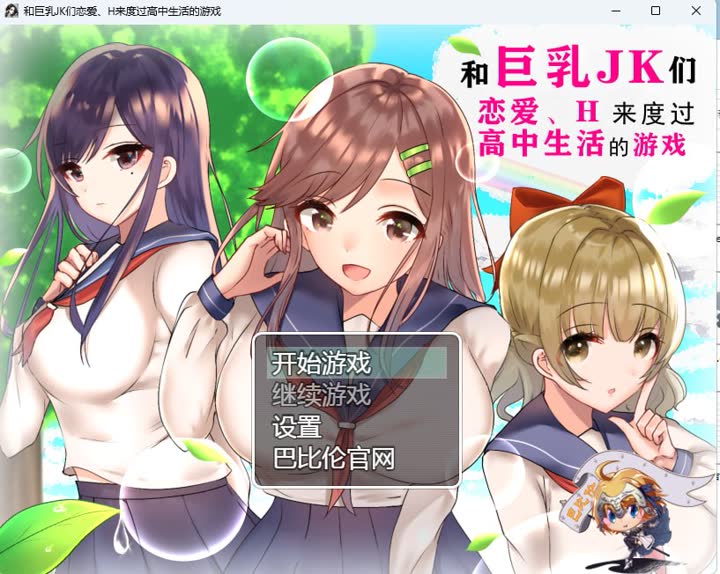 和巨乳JK们恋爱、H来度过高中生活的游戏
和巨乳JK们
恋爱、H 来度过
高中生活的游戏
开始游戏
继续游戏
设置
巴比伦官网